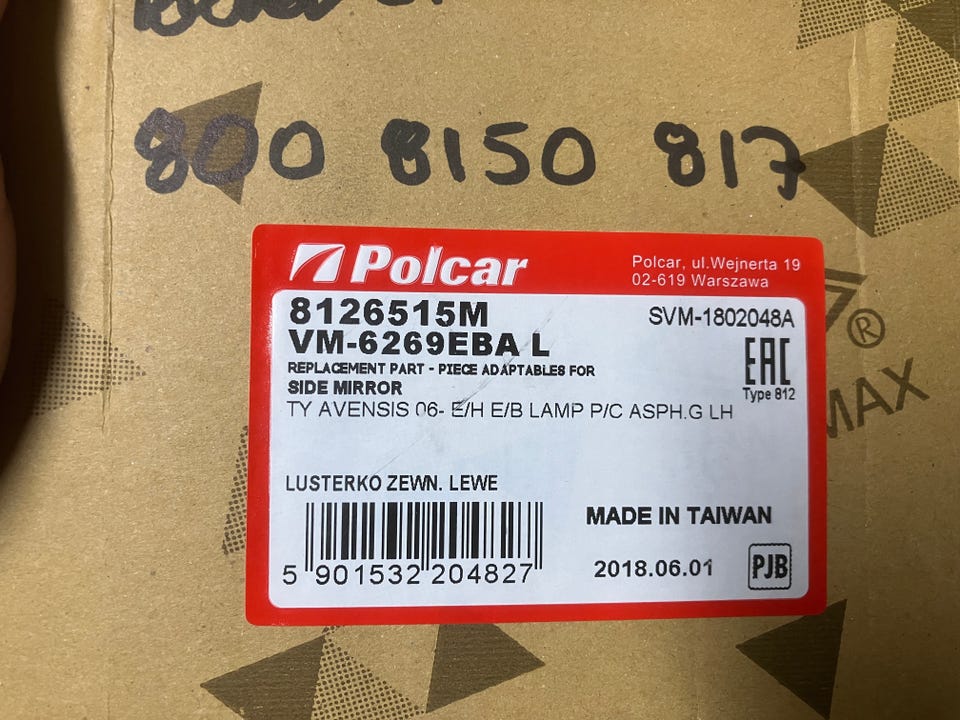 800 8150 817
Polcar
Polcar, ul.Wejnerta 19
02-619 Warszawa
8126515M
SVM-1802048A
VM-6269EBA L
EAC
REPLACEMENT PART - PIECE ADAPTABLES FOR
SIDE MIRROR
Type 812
TY AVENSIS 06- E/H E/B LAMP P/C ASPH.G LH
®
MAX
LUSTERKO ZEWN. LEWE
MADE IN TAIWAN
5 901532 204827
2018.06.01
PJB